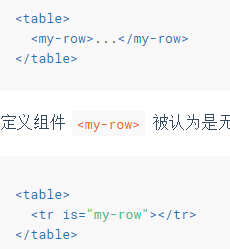 <table>
<my-row>...</my-row>
</table>
定义组件 <my-row> 被认为是无
<table>
<tr is="my-row"></tr>
</table>